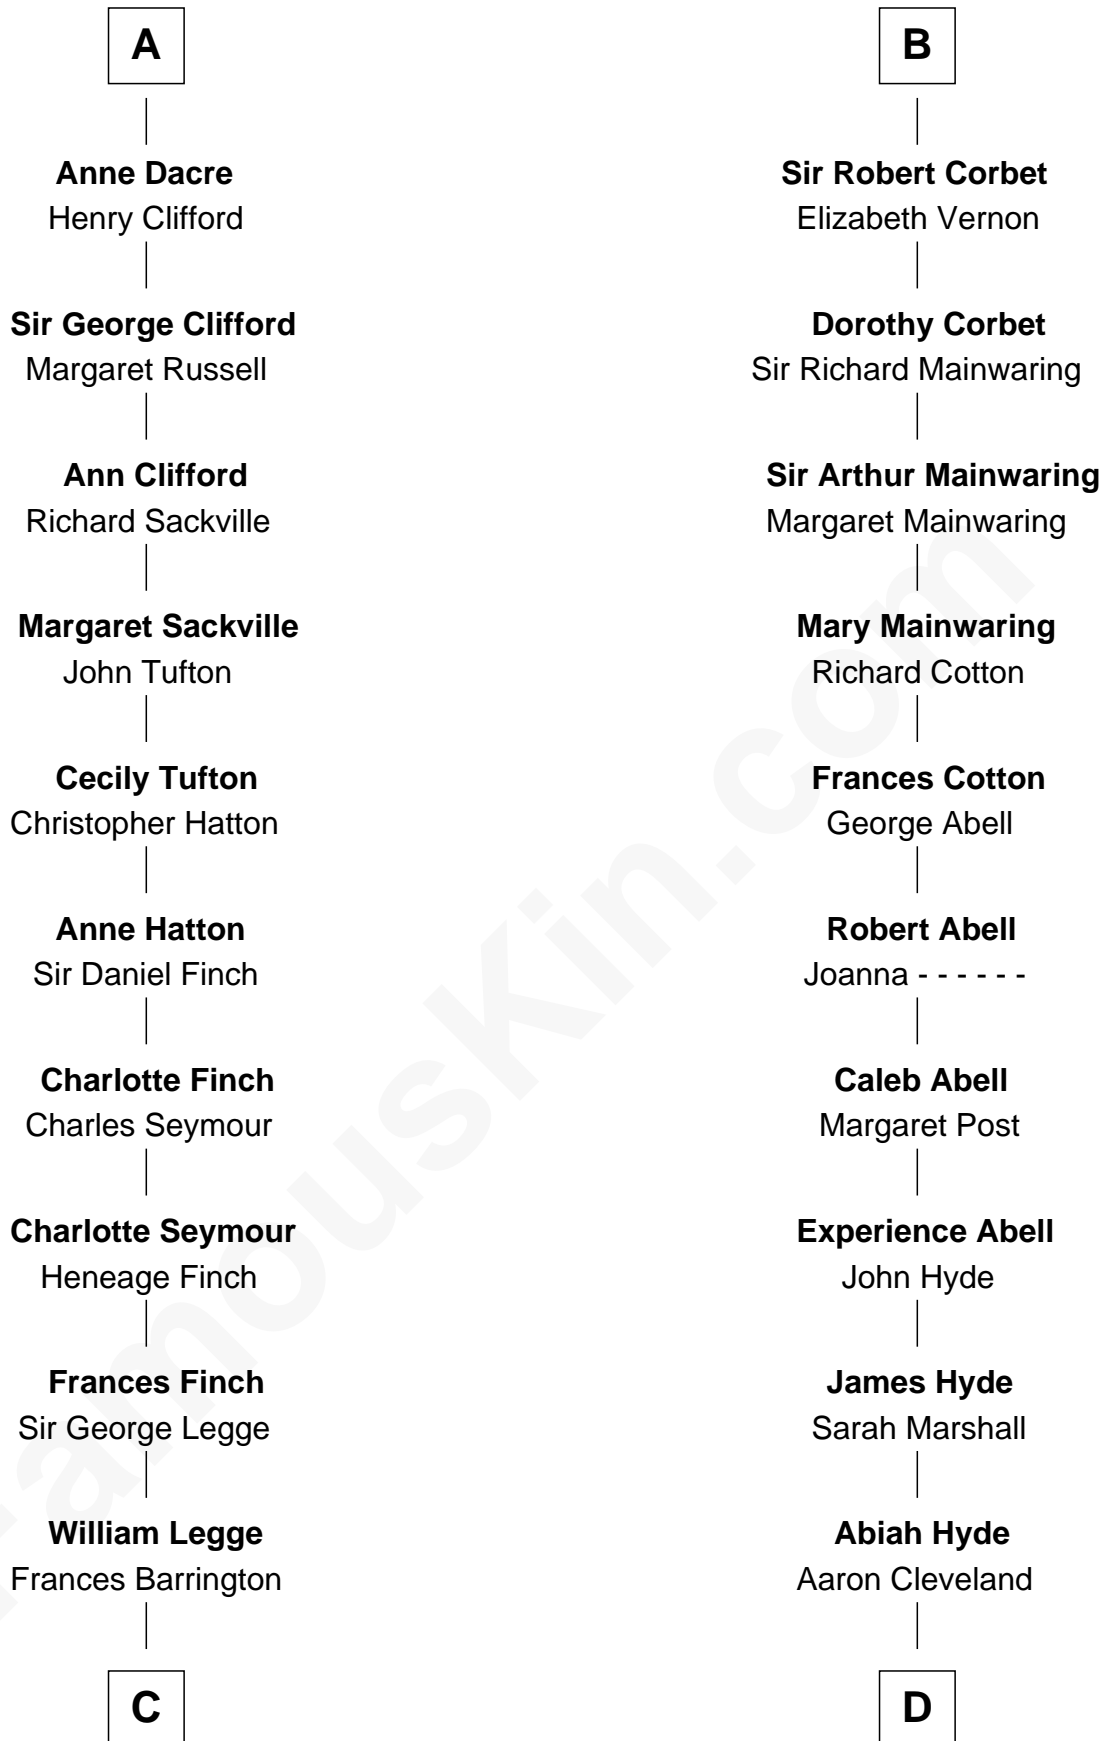 A
Anne Dacre
Henry Clifford
Sir George Clifford
Margaret Russell
Ann Clifford
Richard Sackville
Margaret Sackville
John Tufton
Cecily Tufton
Christopher Hatton
Anne Hatton
Sir Daniel Finch
Charlotte Finch
Charles Seymour
Charlotte Seymour
Heneage Finch
Frances Finch
Sir George Legge
William Legge
Frances Barrington
C
B
Sir Robert Corbet
Elizabeth Vernon
Dorothy Corbet
Sir Richard Mainwaring
Sir Arthur Mainwaring
Margaret Mainwaring
Mary Mainwaring
Richard Cotton
Frances Cotton
George Abell
Robert Abell
Joanna - - - - - -
Caleb Abell
Margaret Post
Experience Abell
John Hyde
James Hyde
Sarah Marshall
Abiah Hyde
Aaron Cleveland
D
FamousKin.com